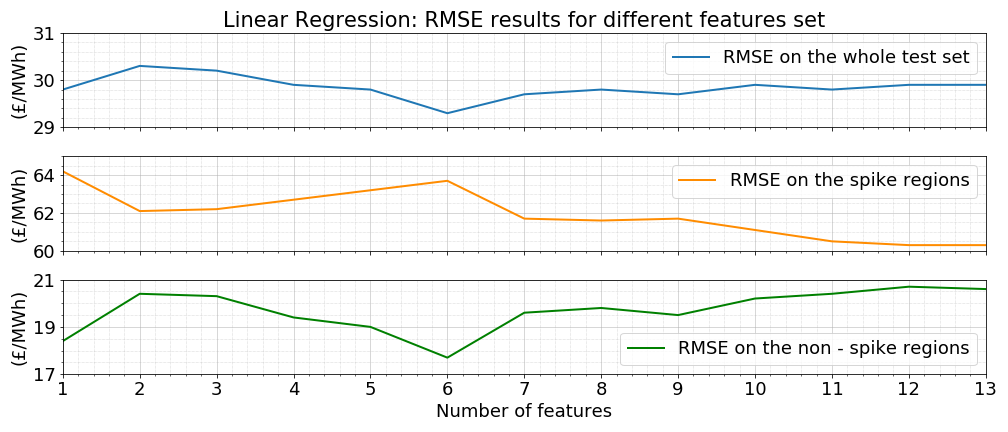 Linear Regression: RMSE results for different features set
31
30
29
(£/MWh)
RMSE on the whole test set
64
62
60
(£/MWh)
RMSE on the spike regions
21
19
17
(£/MWh)
RMSE on the non - spike regions
1 2 3 4 5 6 7 8 9 10 11 12 13
Number of features